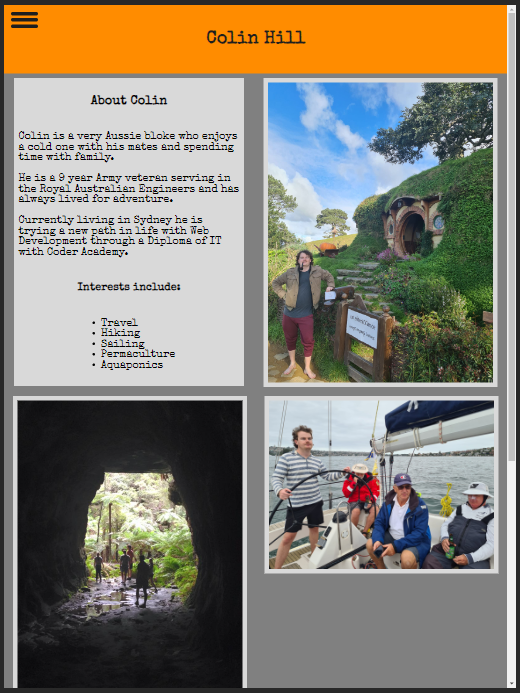 Colin Hill
About Colin
Colin is a very Aussie bloke who enjoys
a cold one with his mates and spending
time with family.
He is a 9 year Army veteran serving in
the Royal Australian Engineers and has
always lived for adventure.
Currently living in Sydney he is
trying a new path in life with Web
Development through a Diploma of IT
with Coder Academy.
Interests include:
• Travel
• Hiking
• Sailing
• Permaculture
• Aquaponics